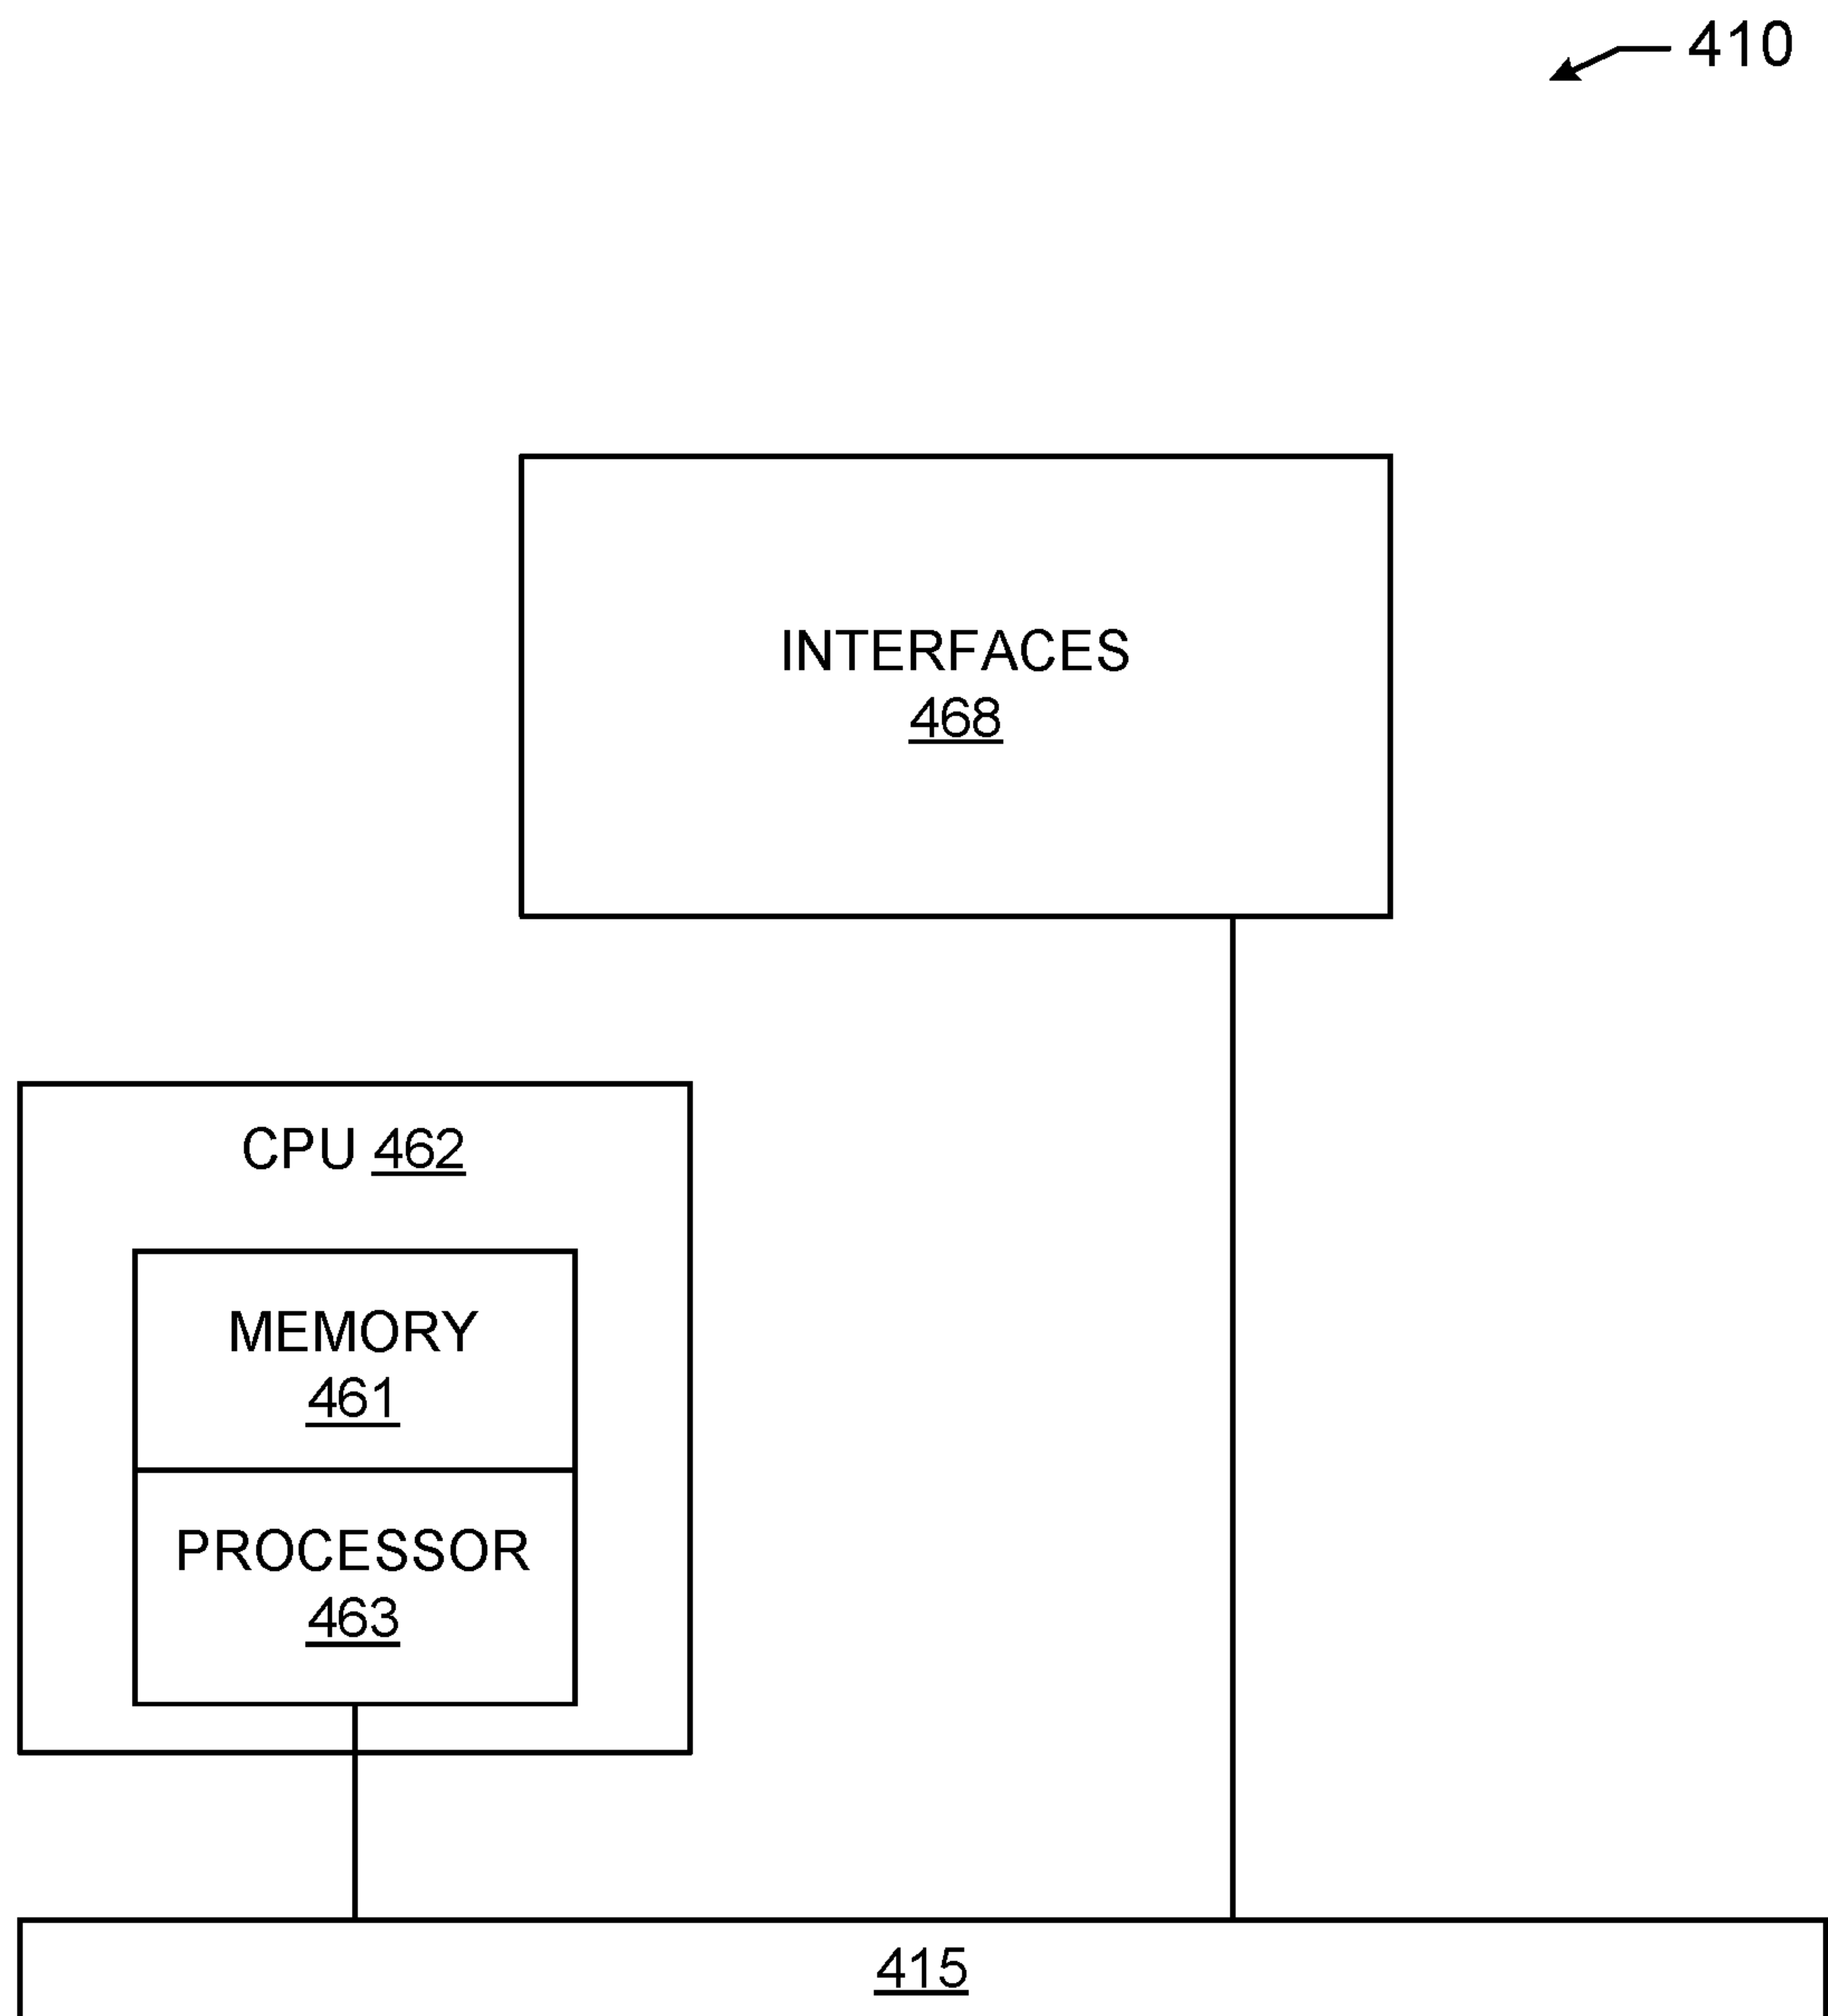 410
INTERFACES
468
CPU 462
MEMORY
461
PROCESSOR
463
415